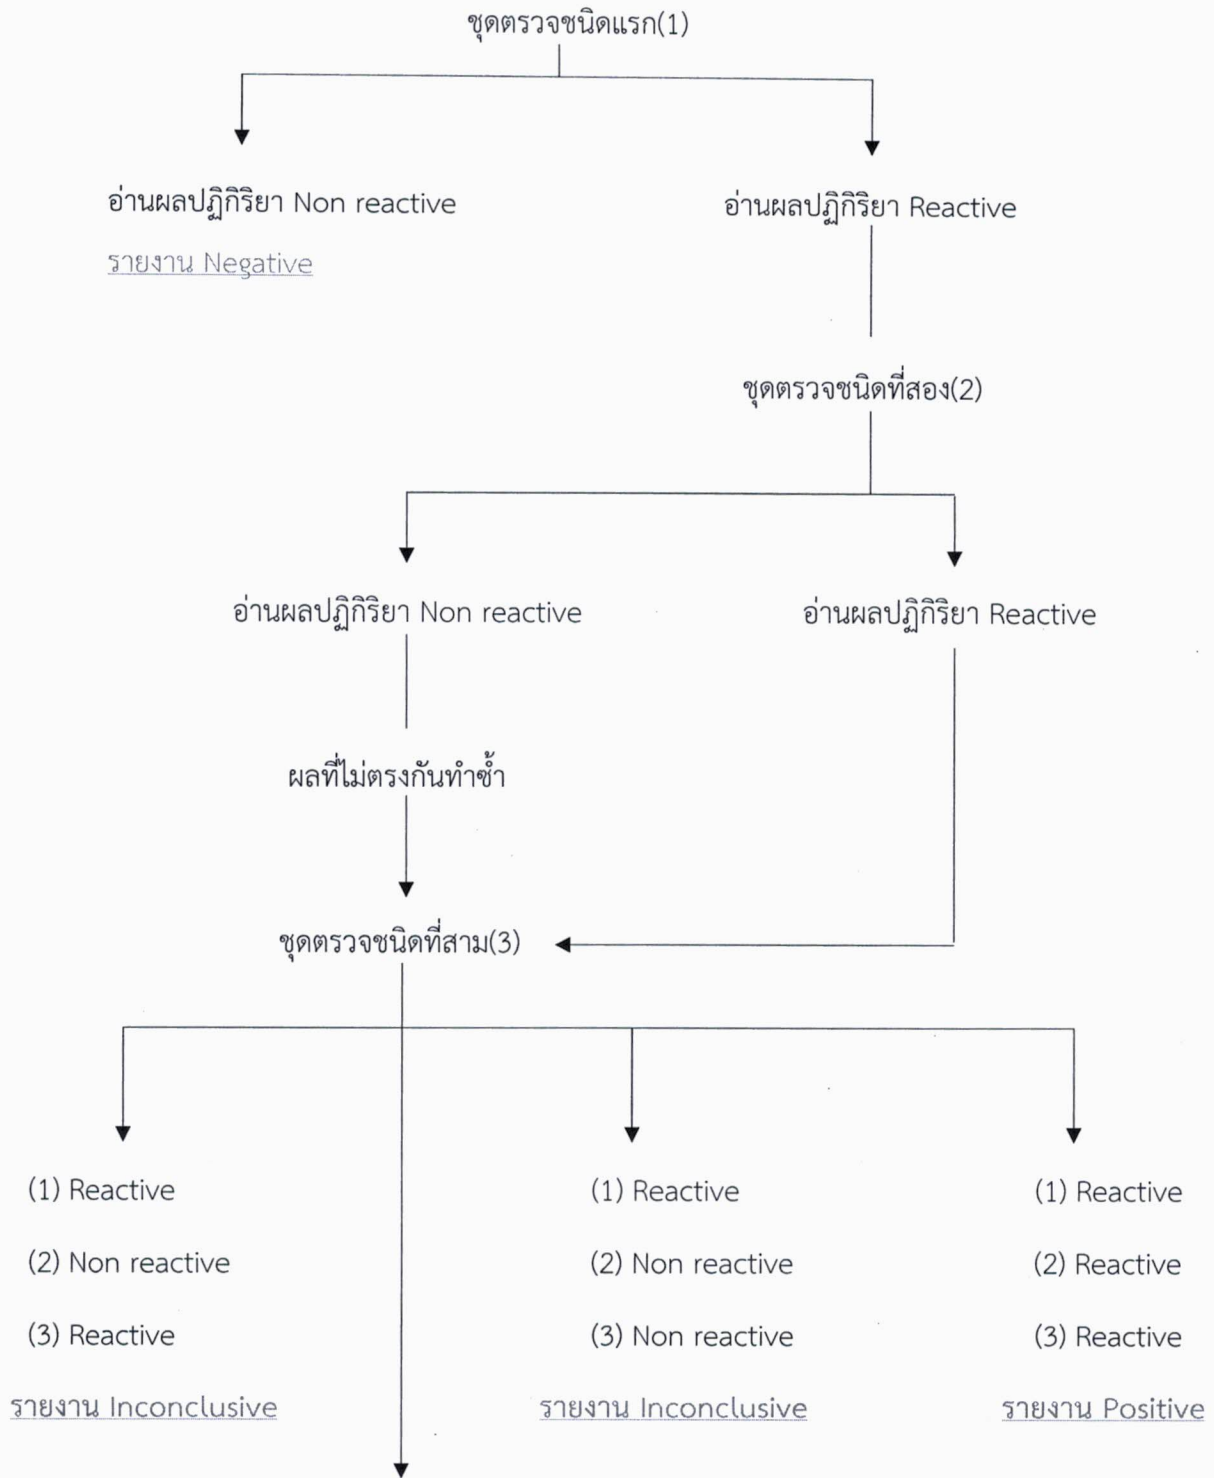 ชุดตรวจชนิดแรก(1)
อ่านผลปฏิกิริยา Non reactive
รายงาน Negative
อ่านผลปฏิกิริยา Reactive
ชุดตรวจชนิดที่สอง(2)
อ่านผลปฏิกิริยา Non reactive
อ่านผลปฏิกิริยา Reactive
ผลที่ไม่ตรงกันทำซ้ำ
ชุดตรวจชนิดที่สาม(3)
(1) Reactive
(2) Non reactive
(3) Reactive
รายงาน Inconclusive
(1) Reactive
(2) Non reactive
(3) Non reactive
รายงาน Inconclusive
(1) Reactive
(2) Reactive
(3) Reactive
รายงาน Positive